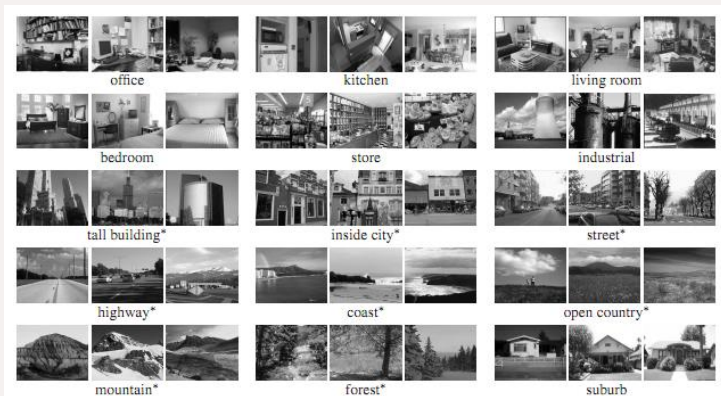 office kitchen living room
bedroom store industrial
tall building* inside city* street*
highway* coast* open country*
mountain* forest* suburb